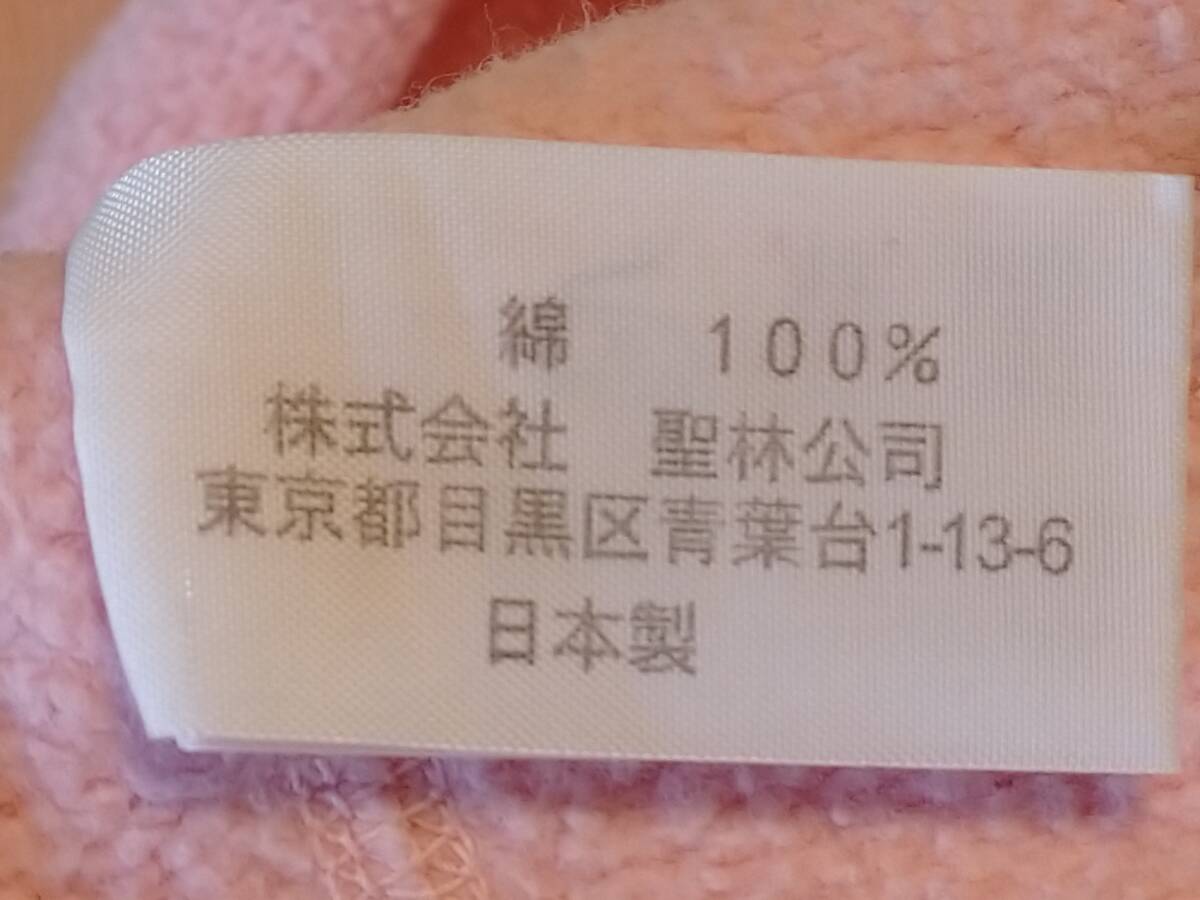 綿　100%
株式会社　聖林公司
東京都目黒区青葉台1-13-6
日本製